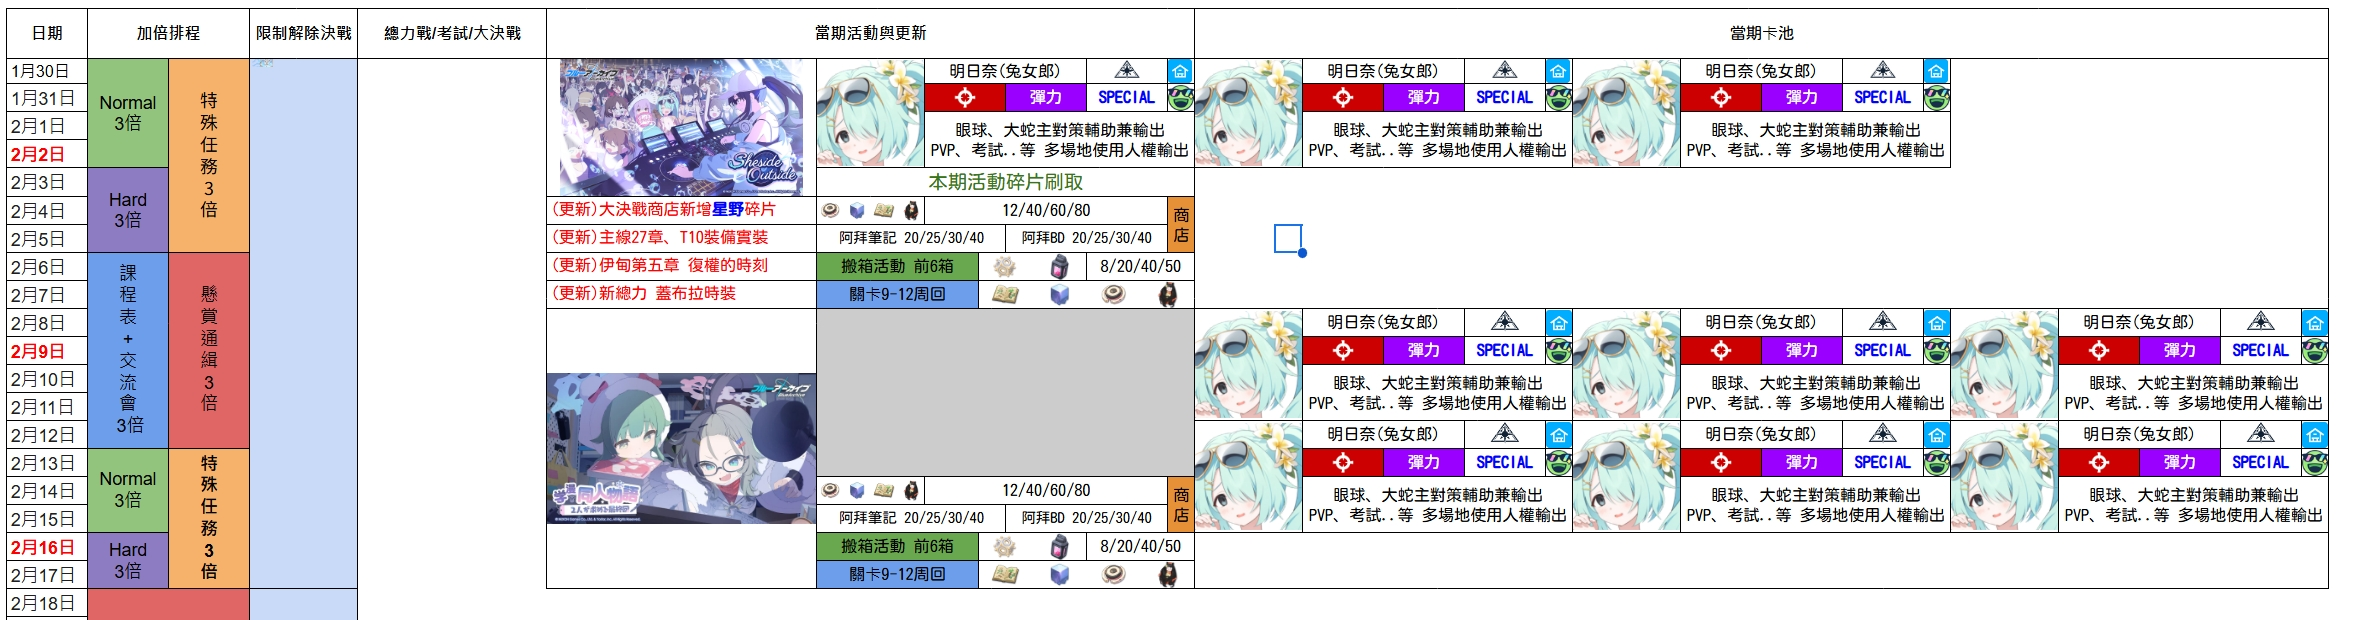 日期
加倍排程
限制解除決戰
總力戰/考試/大決戰
當期活動與更新
當期卡池
1月30日
1月31日
2月1日
2月2日
2月3日
2月4日
2月5日
2月6日
2月7日
2月8日
2月9日
2月10日
2月11日
2月12日
2月13日
2月14日
2月15日
2月16日
2月17日
2月18日
Normal
3倍
Hard
3倍
特殊任務3倍
課程表+交流會3倍
懸賞通緝3倍
Normal
3倍
Hard
3倍
特殊任務3倍
ブルーアーカイブ
Sheside
Outside
明日奈(兔女郎)
彈力
SPECIAL
眼球、大蛇主對策輔助兼輸出
PVP、考試..等 多場地使用人權輸出
本期活動碎片刷取
(更新)大決戰商店新增星野碎片
(更新)主線27章、T10裝備實裝
(更新)伊甸第五章 復權的時刻
(更新)新總力 蓋布拉時裝
12/40/60/80
商店
阿拜筆記 20/25/30/40
阿拜BD 20/25/30/40
搬箱活動 前6箱
8/20/40/50
關卡9-12周回
明日奈(兔女郎)
彈力
SPECIAL
眼球、大蛇主對策輔助兼輸出
PVP、考試..等 多場地使用人權輸出
明日奈(兔女郎)
彈力
SPECIAL
眼球、大蛇主對策輔助兼輸出
PVP、考試..等 多場地使用人權輸出
ブルーアーカイブ
12/40/60/80
商店
阿拜筆記 20/25/30/40
阿拜BD 20/25/30/40
搬箱活動 前6箱
8/20/40/50
關卡9-12周回
明日奈(兔女郎)
彈力
SPECIAL
眼球、大蛇主對策輔助兼輸出
PVP、考試..等 多場地使用人權輸出
明日奈(兔女郎)
彈力
SPECIAL
眼球、大蛇主對策輔助兼輸出
PVP、考試..等 多場地使用人權輸出
明日奈(兔女郎)
彈力
SPECIAL
眼球、大蛇主對策輔助兼輸出
PVP、考試..等 多場地使用人權輸出
明日奈(兔女郎)
彈力
SPECIAL
眼球、大蛇主對策輔助兼輸出
PVP、考試..等 多場地使用人權輸出
明日奈(兔女郎)
彈力
SPECIAL
眼球、大蛇主對策輔助兼輸出
PVP、考試..等 多場地使用人權輸出
明日奈(兔女郎)
彈力
SPECIAL
眼球、大蛇主對策輔助兼輸出
PVP、考試..等 多場地使用人權輸出